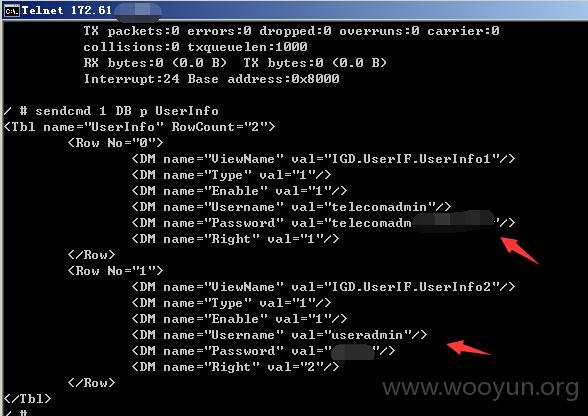 Telnet 172.61
TX packets:0 errors:0 dropped:0 overruns:0 carrier:0
collisions:0 txqueuelen:1000
RX bytes:0 (0.0 B)  TX bytes:0 (0.0 B)
Interrupt:24 Base address:0x8000
/ # sendcmd 1 DB p UserInfo
<Tbl name="UserInfo" RowCount="2">
<Row No="0">
<DM name="ViewName" val="IGD.UserIF.UserInfo1"/>
<DM name="Type" val="1"/>
<DM name="Enable" val="1"/>
<DM name="Username" val="telecomadmin"/>
<DM name="Password" val="telecomadm "/>
<DM name="Right" val="1"/>
</Row>
<Row No="1">
<DM name="ViewName" val="IGD.UserIF.UserInfo2"/>
<DM name="Type" val="1"/>
<DM name="Enable" val="1"/>
<DM name="Username" val="useradmin"/>
<DM name="Password" val=" "/>
<DM name="Right" val="2"/>
</Row>
</Tbl>
/ #
www.wooyun.org